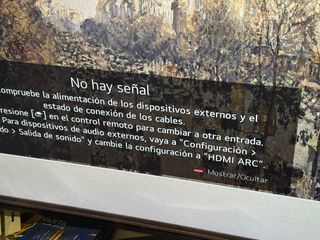 No hay señal
ompruebe la alimentación de los dispositivos externos y el
estado de conexión de los cables.
resione [ ] en el control remoto para cambiar a otra entrada.
Para dispositivos de audio externos, vaya a "Configuración >
do > Salida de sonido" y cambie la configuración a "HDMI ARC".
Mostrar/Ocultar